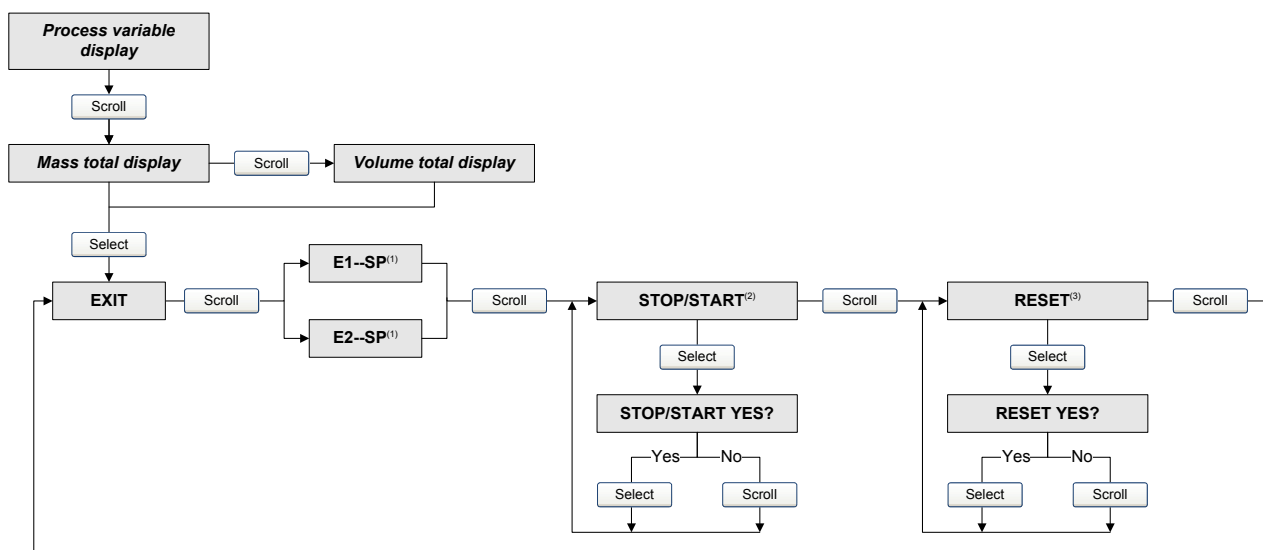 Process variable
display
Scroll
Mass total display
Scroll
Volume total display
Select
EXIT
Scroll
E1--SP(1)
E2--SP(1)
Scroll
STOP/START(2)
Scroll
RESET(3)
Scroll
Select
Select
STOP/START YES?
RESET YES?
Yes
No
Yes
No
Select
Scroll
Select
Scroll